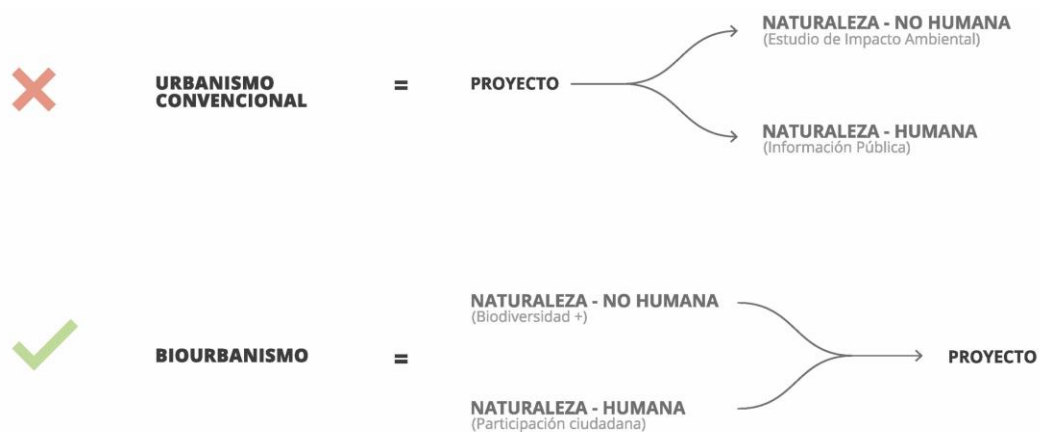 NATURALEZA - NO HUMANA
(Estudio de Impacto Ambiental)
URBANISMO
CONVENCIONAL
=
PROYECTO
NATURALEZA - HUMANA
(Información Pública)
NATURALEZA - NO HUMANA
(Biodiversidad +)
BIOURBANISMO
=
PROYECTO
NATURALEZA - HUMANA
(Participación ciudadana)